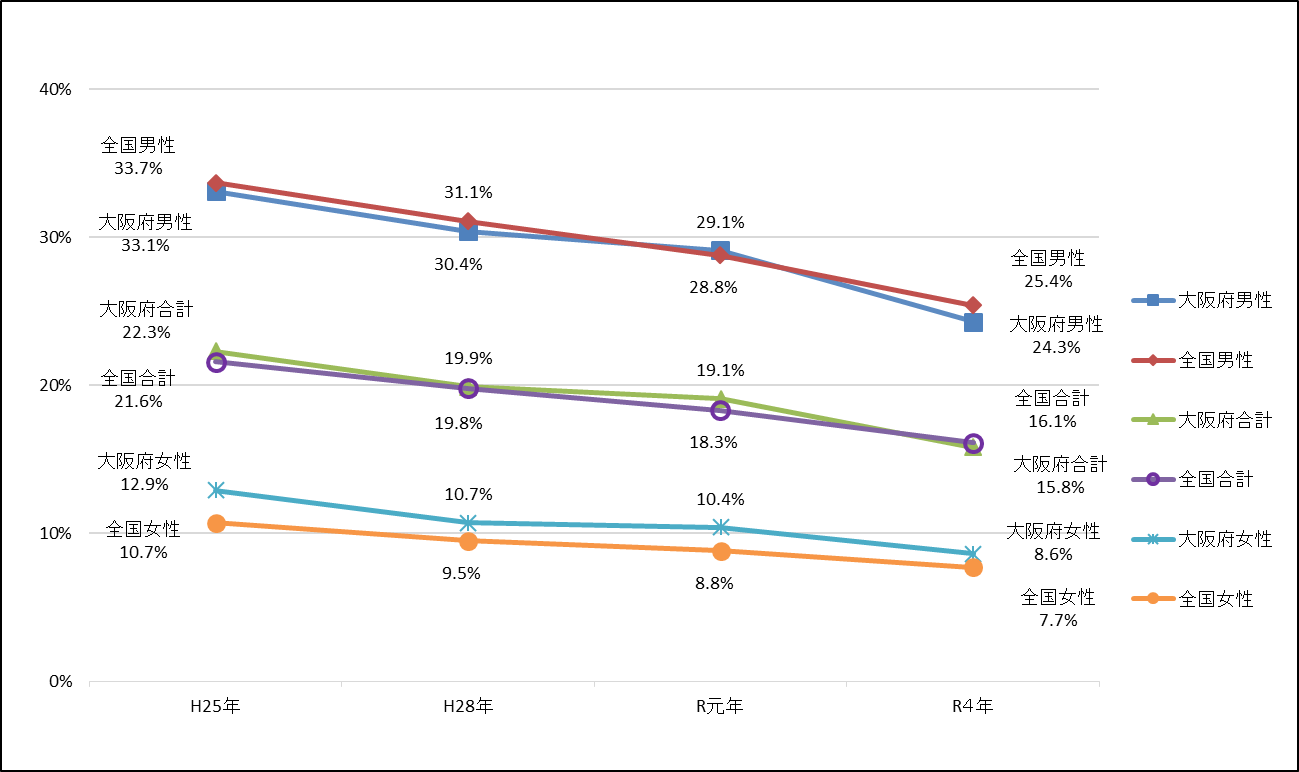 40%
30%
20%
10%
0%
全国男性
33.7%
大阪府男性
33.1%
大阪府合計
22.3%
全国合計
21.6%
大阪府女性
12.9%
全国女性
10.7%
31.1%
30.4%
19.9%
19.8%
10.7%
9.5%
29.1%
28.8%
19.1%
18.3%
10.4%
8.8%
全国男性
25.4%
大阪府男性
24.3%
全国合計
16.1%
大阪府合計
15.8%
大阪府女性
8.6%
全国女性
7.7%
H25年
H28年
R元年
R４年
大阪府男性
全国男性
大阪府合計
全国合計
大阪府女性
全国女性